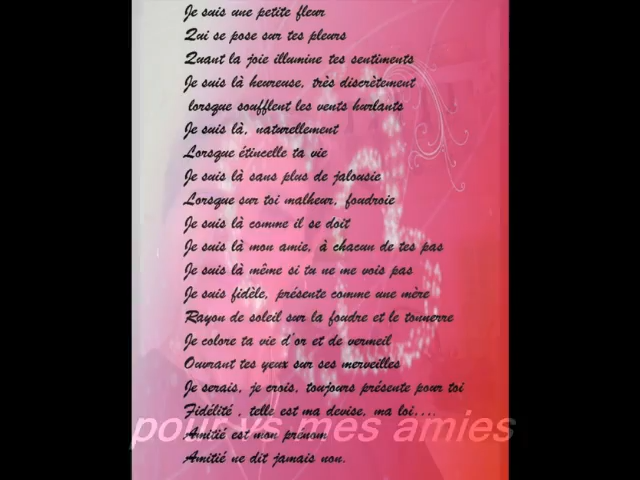 Je suis une petite fleur
Qui se pose sur tes pleurs
Quant la joie illumine tes sentiments
Je suis là heureuse, très discrètement
lorsque soufflent les vents hurlants
Je suis là, naturellement
Lorsque étincelle ta vie
Je suis là sans plus de jalousie
Lorsque sur toi malheur, foudroie
Je suis là comme il se doit
Je suis là mon amie, à chacun de tes pas
Je suis là même si tu ne me vois pas
Je suis fidèle, présente comme une mère
Rayon de soleil sur la foudre et le tonnerre
Je colore ta vie d'or et de vermeil
Ouvrant tes yeux sur ses merveilles
Je serais, je crois, toujours présente pour toi
Fidélité , telle est ma devise, ma loi....
pour vs mes amies
Amitié est mon prénom
Amitié ne dit jamais non.